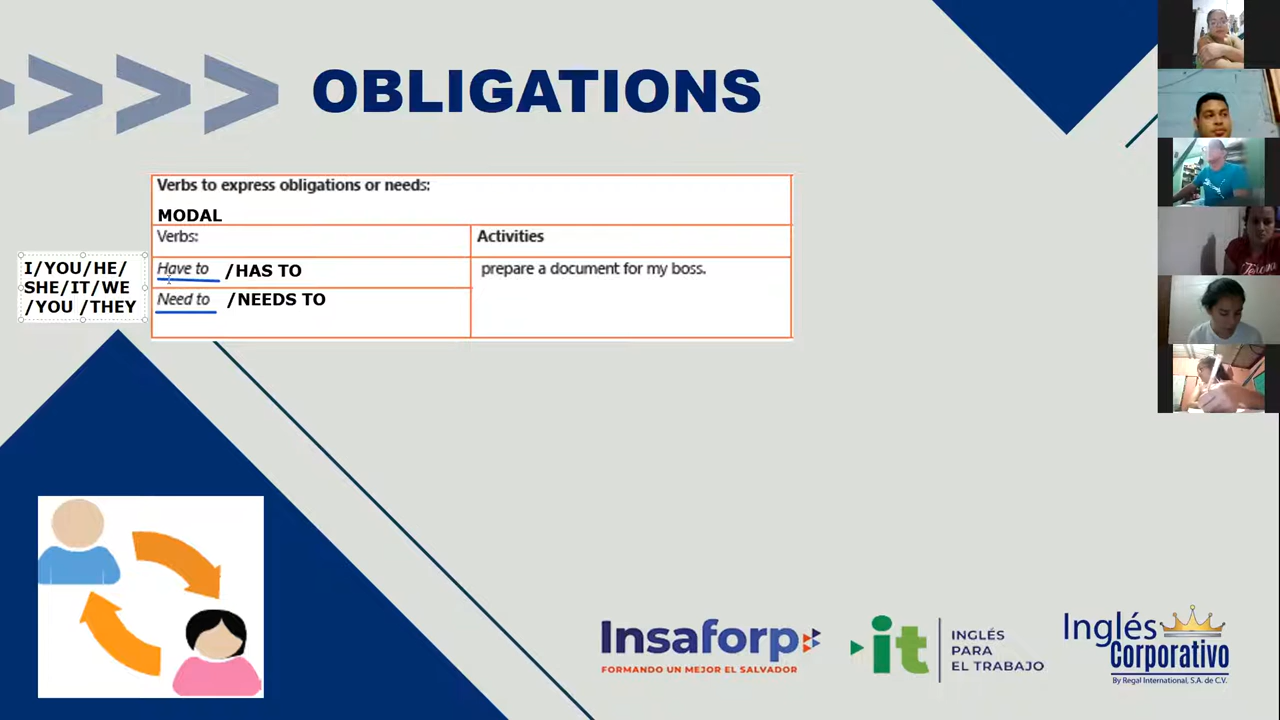 OBLIGATIONS
Verbs to express obligations or needs:
MODAL
Verbs:
Activities
I/YOU/HE/
SHE/IT/WE
/YOU /THEY
Have to /HAS TO
prepare a document for my boss.
Need to /NEEDS TO
Insaforp
FORMANDO UN MEJOR EL SALVADOR
it
INGLÉS
PARA
EL TRABAJO
Inglés
Corporativo
By Regal International, S.A. de C.V.